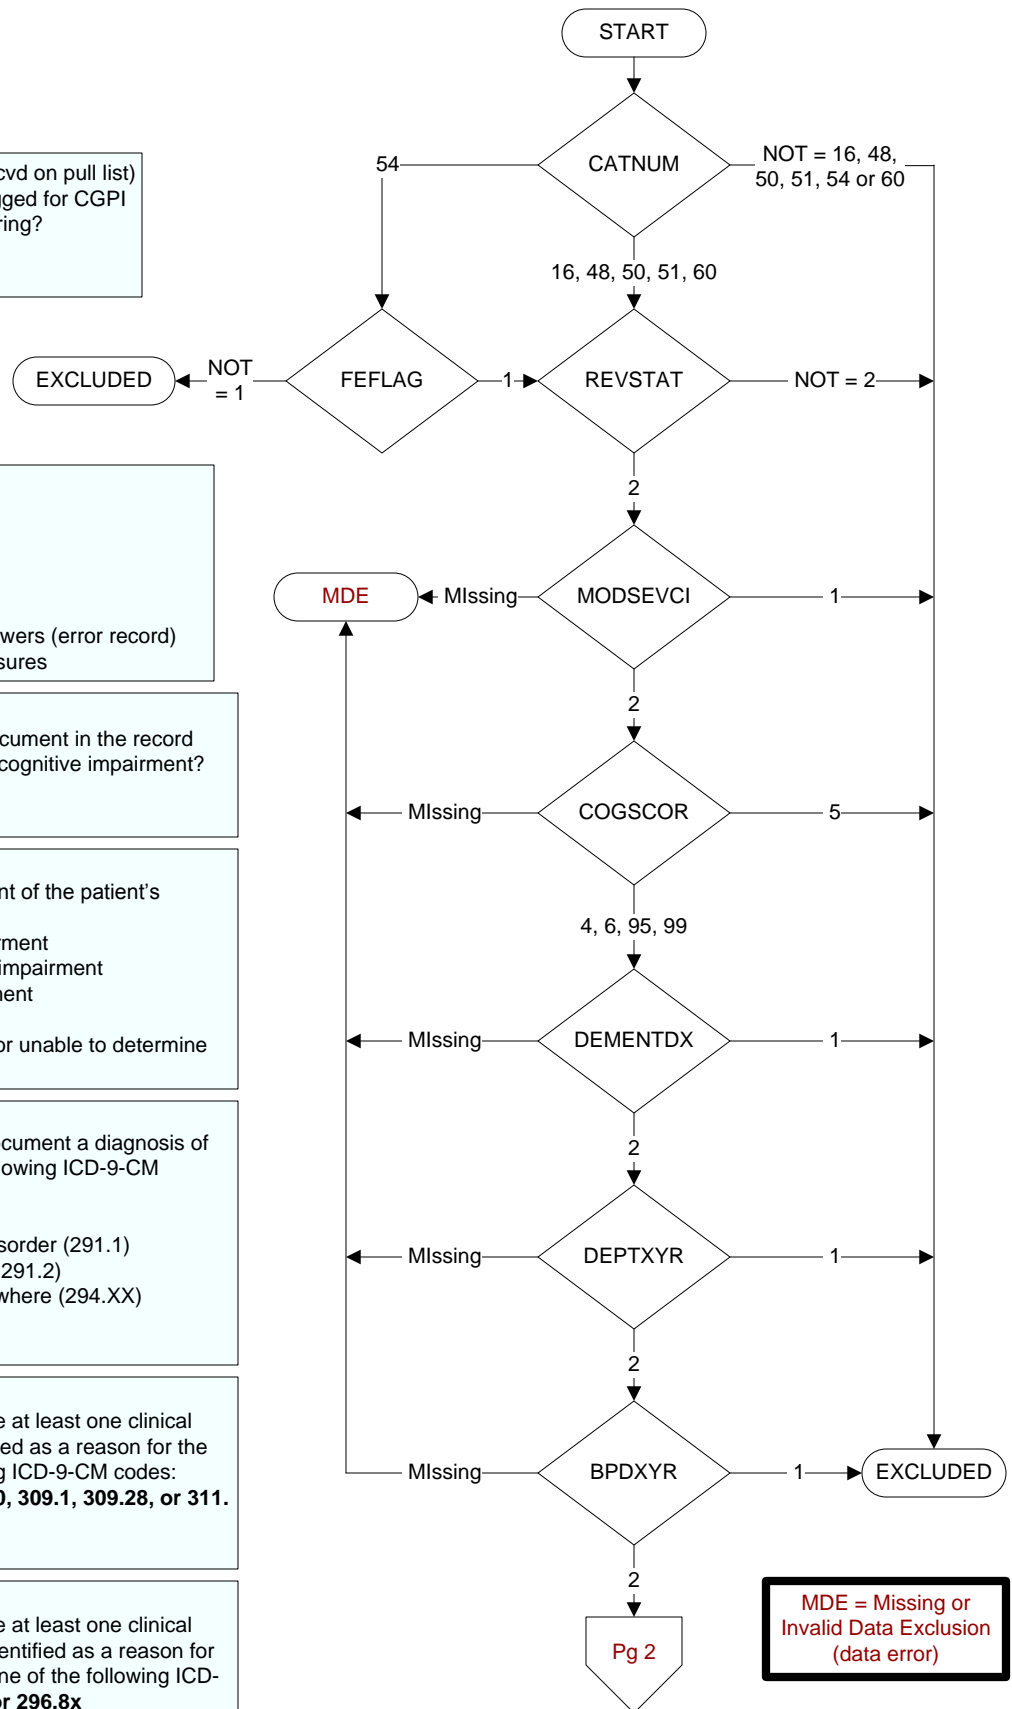 START
CATNUM
54
NOT = 16, 48,
50, 51, 54 or 60
16, 48, 50, 51, 60
cvd on pull list)
gged for CGPI
ring?
EXCLUDED
NOT
= 1
FEFLAG
1
REVSTAT
NOT = 2
2
MDE
MIssing
MODSEVCI
1
wers (error record)
sures
2
cument in the record
cognitive impairment?
MIssing
COGSCOR
5
nt of the patient's
rment
impairment
nent
or unable to determine
4, 6, 95, 99
MIssing
DEMENTDX
1
ocument a diagnosis of
lowing ICD-9-CM
sorder (291.1)
291.2)
where (294.XX)
2
MIssing
DEPTXYR
1
2
e at least one clinical
ied as a reason for the
g ICD-9-CM codes:
0, 309.1, 309.28, or 311.
MIssing
BPDXYR
1
EXCLUDED
2
e at least one clinical
entified as a reason for
ne of the following ICD-
or 296.8x
Pg 2
MDE = Missing or
Invalid Data Exclusion
(data error)